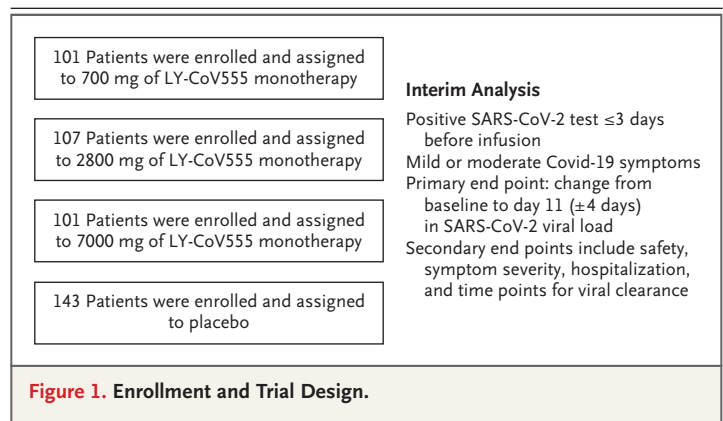 101 Patients were enrolled and assigned
to 700 mg of LY-CoV555 monotherapy
107 Patients were enrolled and assigned
to 2800 mg of LY-CoV555 monotherapy
101 Patients were enrolled and assigned
to 7000 mg of LY-CoV555 monotherapy
143 Patients were enrolled and assigned
to placebo
Interim Analysis
Positive SARS-CoV-2 test ≤3 days
before infusion
Mild or moderate Covid-19 symptoms
Primary end point: change from
baseline to day 11 (±4 days)
in SARS-CoV-2 viral load
Secondary end points include safety,
symptom severity, hospitalization,
and time points for viral clearance
Figure 1. Enrollment and Trial Design.